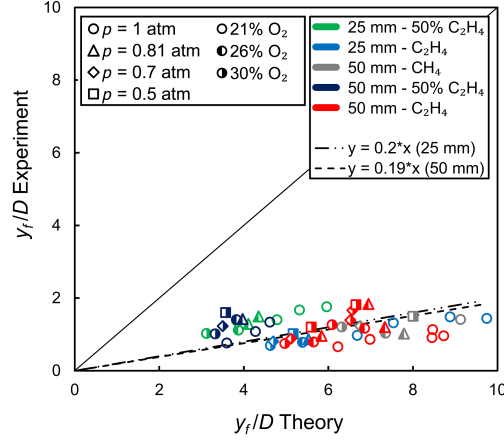 10
8
6
4
2
0
0
2
4
6
8
10
y_f/D Experiment
y_f/D Theory
p = 1 atm
p = 0.81 atm
p = 0.7 atm
p = 0.5 atm
21% O₂
26% O₂
30% O₂
25 mm - 50% C₂H₄
25 mm - C₂H₄
50 mm - CH₄
50 mm - 50% C₂H₄
50 mm - C₂H₄
y = 0.2*x (25 mm)
y = 0.19*x (50 mm)